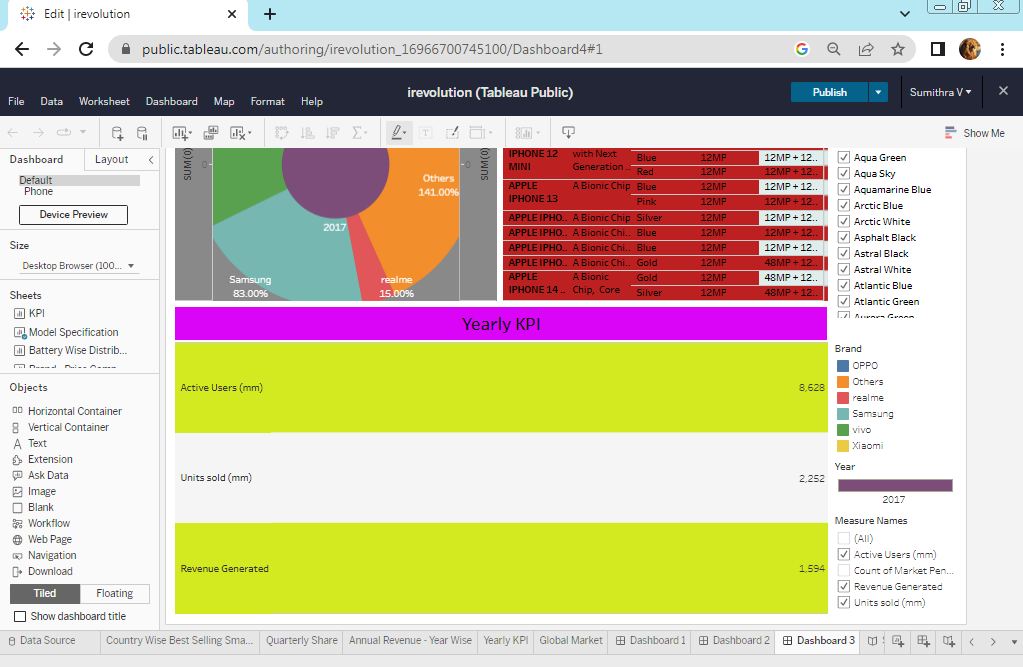 Edit | irevolution
public.tableau.com/authoring/irevolution_16966700745100/Dashboard4#1
irevolution (Tableau Public)
Publish
Sumithra V
File Data Worksheet Dashboard Map Format Help
Show Me
Dashboard Layout
Default
Phone
Device Preview
Size
Desktop Browser (100...
Sheets
KPI
Model Specification
Battery Wise Distrib...
Objects
Horizontal Container
Vertical Container
Text
Extension
Ask Data
Image
Blank
Workflow
Web Page
Navigation
Download
Tiled Floating
Show dashboard title
SUM(0)
0
Others
141.00%
2017
Samsung
83.00%
realme
15.00%
0
SUM(0)
IPHONE 12 MINI with Next Generation .. Blue 12MP 12MP + 12..
Red 12MP 12MP + 12..
APPLE IPHONE 13 A Bionic Chip Blue 12MP 12MP + 12..
Pink 12MP 12MP + 12..
APPLE IPHO.. A Bionic Chip Silver 12MP 12MP + 12..
APPLE IPHO.. A Bionic Chi.. Blue 12MP 12MP + 12..
APPLE IPHO.. A Bionic Chi.. Blue 12MP 12MP + 12..
APPLE IPHO.. A Bionic Chi.. Gold 12MP 48MP + 12..
APPLE IPHONE 14 .. A Bionic Chip, Core Gold 12MP 48MP + 12..
Silver 12MP 48MP + 12..
Aqua Green
Aqua Sky
Aquamarine Blue
Arctic Blue
Arctic White
Asphalt Black
Astral Black
Astral White
Atlantic Blue
Atlantic Green
Aurora Green
Yearly KPI
Active Users (mm) 8,628
Units sold (mm) 2,252
Revenue Generated 1,594
Brand
OPPO
Others
realme
Samsung
vivo
Xiaomi
Year
2017
Measure Names
(All)
Active Users (mm)
Count of Market Pen...
Revenue Generated
Units sold (mm)
Data Source Country Wise Best Selling Sma... Quarterly Share Annual Revenue - Year Wise Yearly KPI Global Market Dashboard 1 Dashboard 2 Dashboard 3